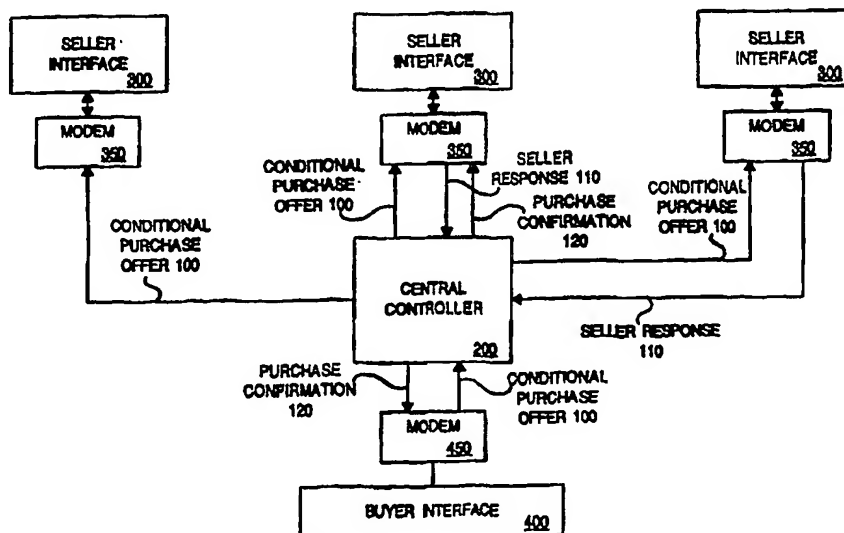 SELLER
INTERFACE
300
SELLER
INTERFACE
300
SELLER
INTERFACE
300
MODEM
350
MODEM
350
MODEM
350
CONDITIONAL
PURCHASE
OFFER 100
CONDITIONAL
PURCHASE
OFFER 100
SELLER
RESPONSE 110
PURCHASE
CONFIRMATION
120
CONDITIONAL
PURCHASE
OFFER 100
CENTRAL
CONTROLLER
200
SELLER RESPONSE
110
PURCHASE
CONFIRMATION
120
CONDITIONAL
PURCHASE
OFFER 100
MODEM
450
BUYER INTERFACE 400